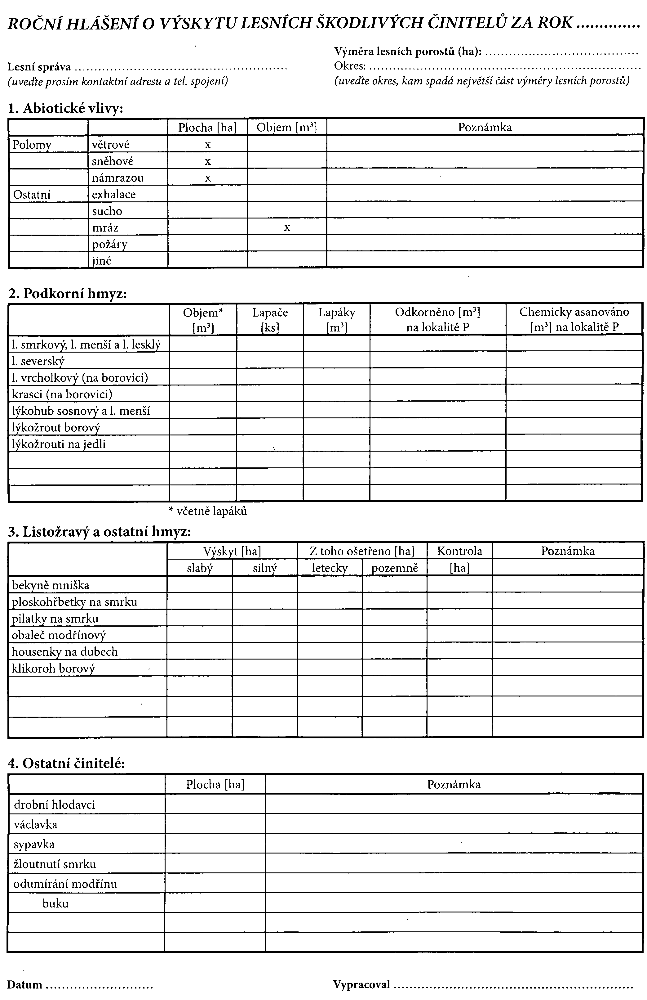 ROČNÍ HLÁŠENÍ O VÝSKYTU LESNÍCH ŠKODLIVÝCH ČINITELŮ ZA ROK ..............
Výměra lesních porostů (ha): ......................................
Lesní správa ......................................................
Okres: ....................................................................
(uveďte prosím kontaktní adresu a tel. spojení)
(uveďte okres, kam spadá největší část výměry lesních porostů)
1. Abiotické vlivy:
Plocha [ha] Objem [m³] Poznámka
Polomy větrové x
sněhové x
námrazou x
Ostatní exhalace
sucho
mráz x
požáry
jiné
2. Podkorní hmyz:
Objem* Lapače Lapáky Odkorněno [m³] Chemicky asanováno
[m³] [ks] [m³] na lokalitě P [m³] na lokalitě P
l. smrkový, l. menší a l. lesklý
l. severský
l. vrcholkový (na borovici)
krasci (na borovici)
lýkohub sosnový a l. menší
lýkožrout borový
lýkožrouti na jedli
* včetně lapáků
3. Listožravý a ostatní hmyz:
Výskyt [ha] Z toho ošetřeno [ha] Kontrola Poznámka
slabý silný letecky pozemně [ha]
bekyně mniška
ploskohřbetky na smrku
pilatky na smrku
obaleč modřínový
housenky na dubech
klikoroh borový
4. Ostatní činitelé:
Plocha [ha] Poznámka
drobní hlodavci
václavka
sypavka
žloutnutí smrku
odumírání modřínu
buku
Datum ........................... Vypracoval ............................................................